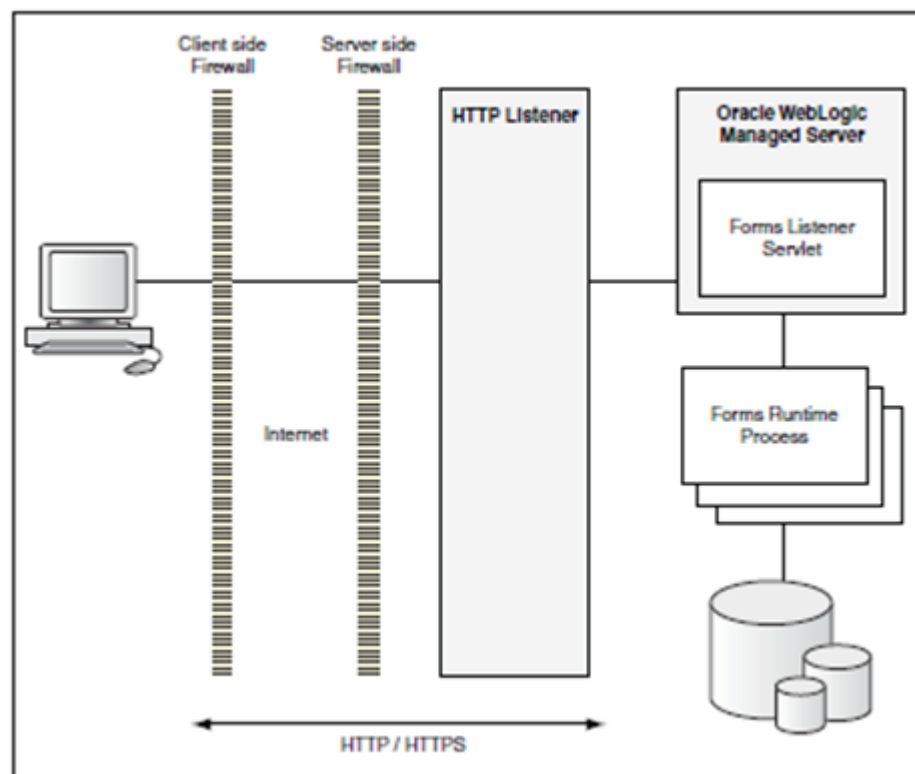 Client side
Firewall
Server side
Firewall
HTTP Listener
Oracle WebLogic
Managed Server
Forms Listener
Servlet
Forms Runtime
Process
Internet
HTTP / HTTPS